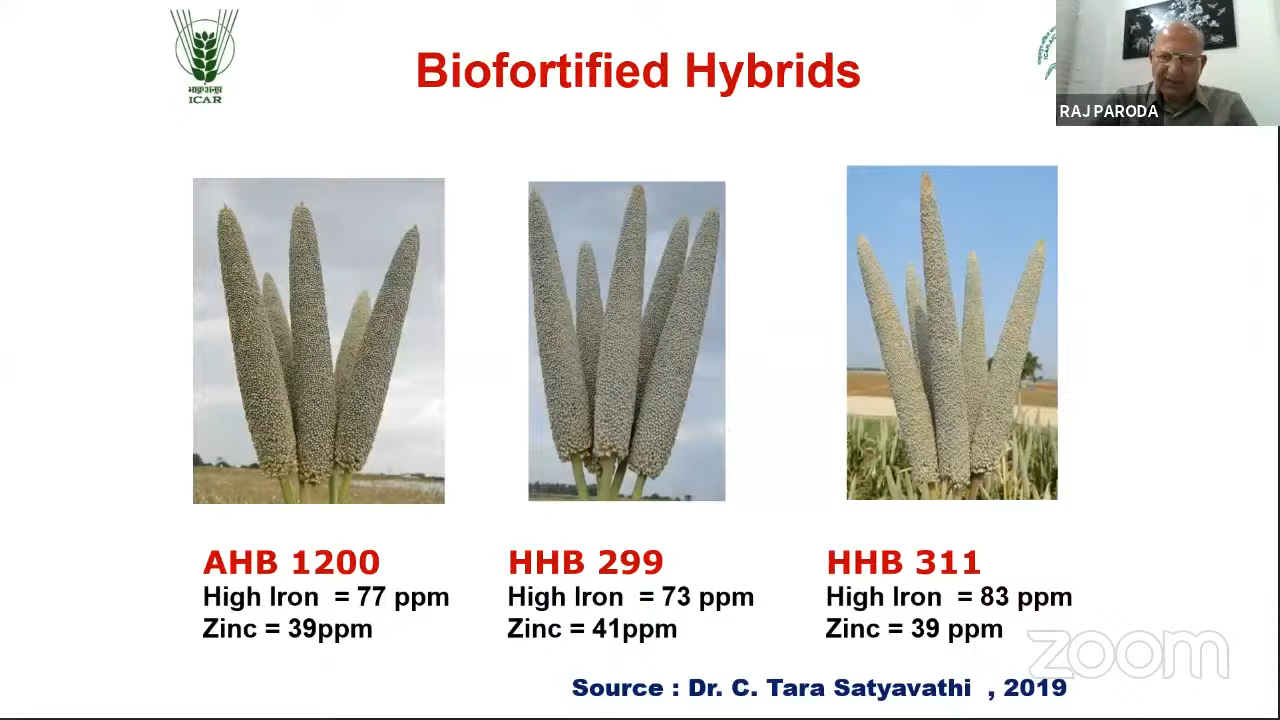 Biofortified Hybrids
भाकृअनुप
ICAR
RAJ PARODA
AHB 1200
High Iron = 77 ppm
Zinc = 39ppm
HHB 299
High Iron = 73 ppm
Zinc = 41ppm
HHB 311
High Iron = 83 ppm
Zinc = 39 ppm
zoom
Source : Dr. C. Tara Satyavathi , 2019